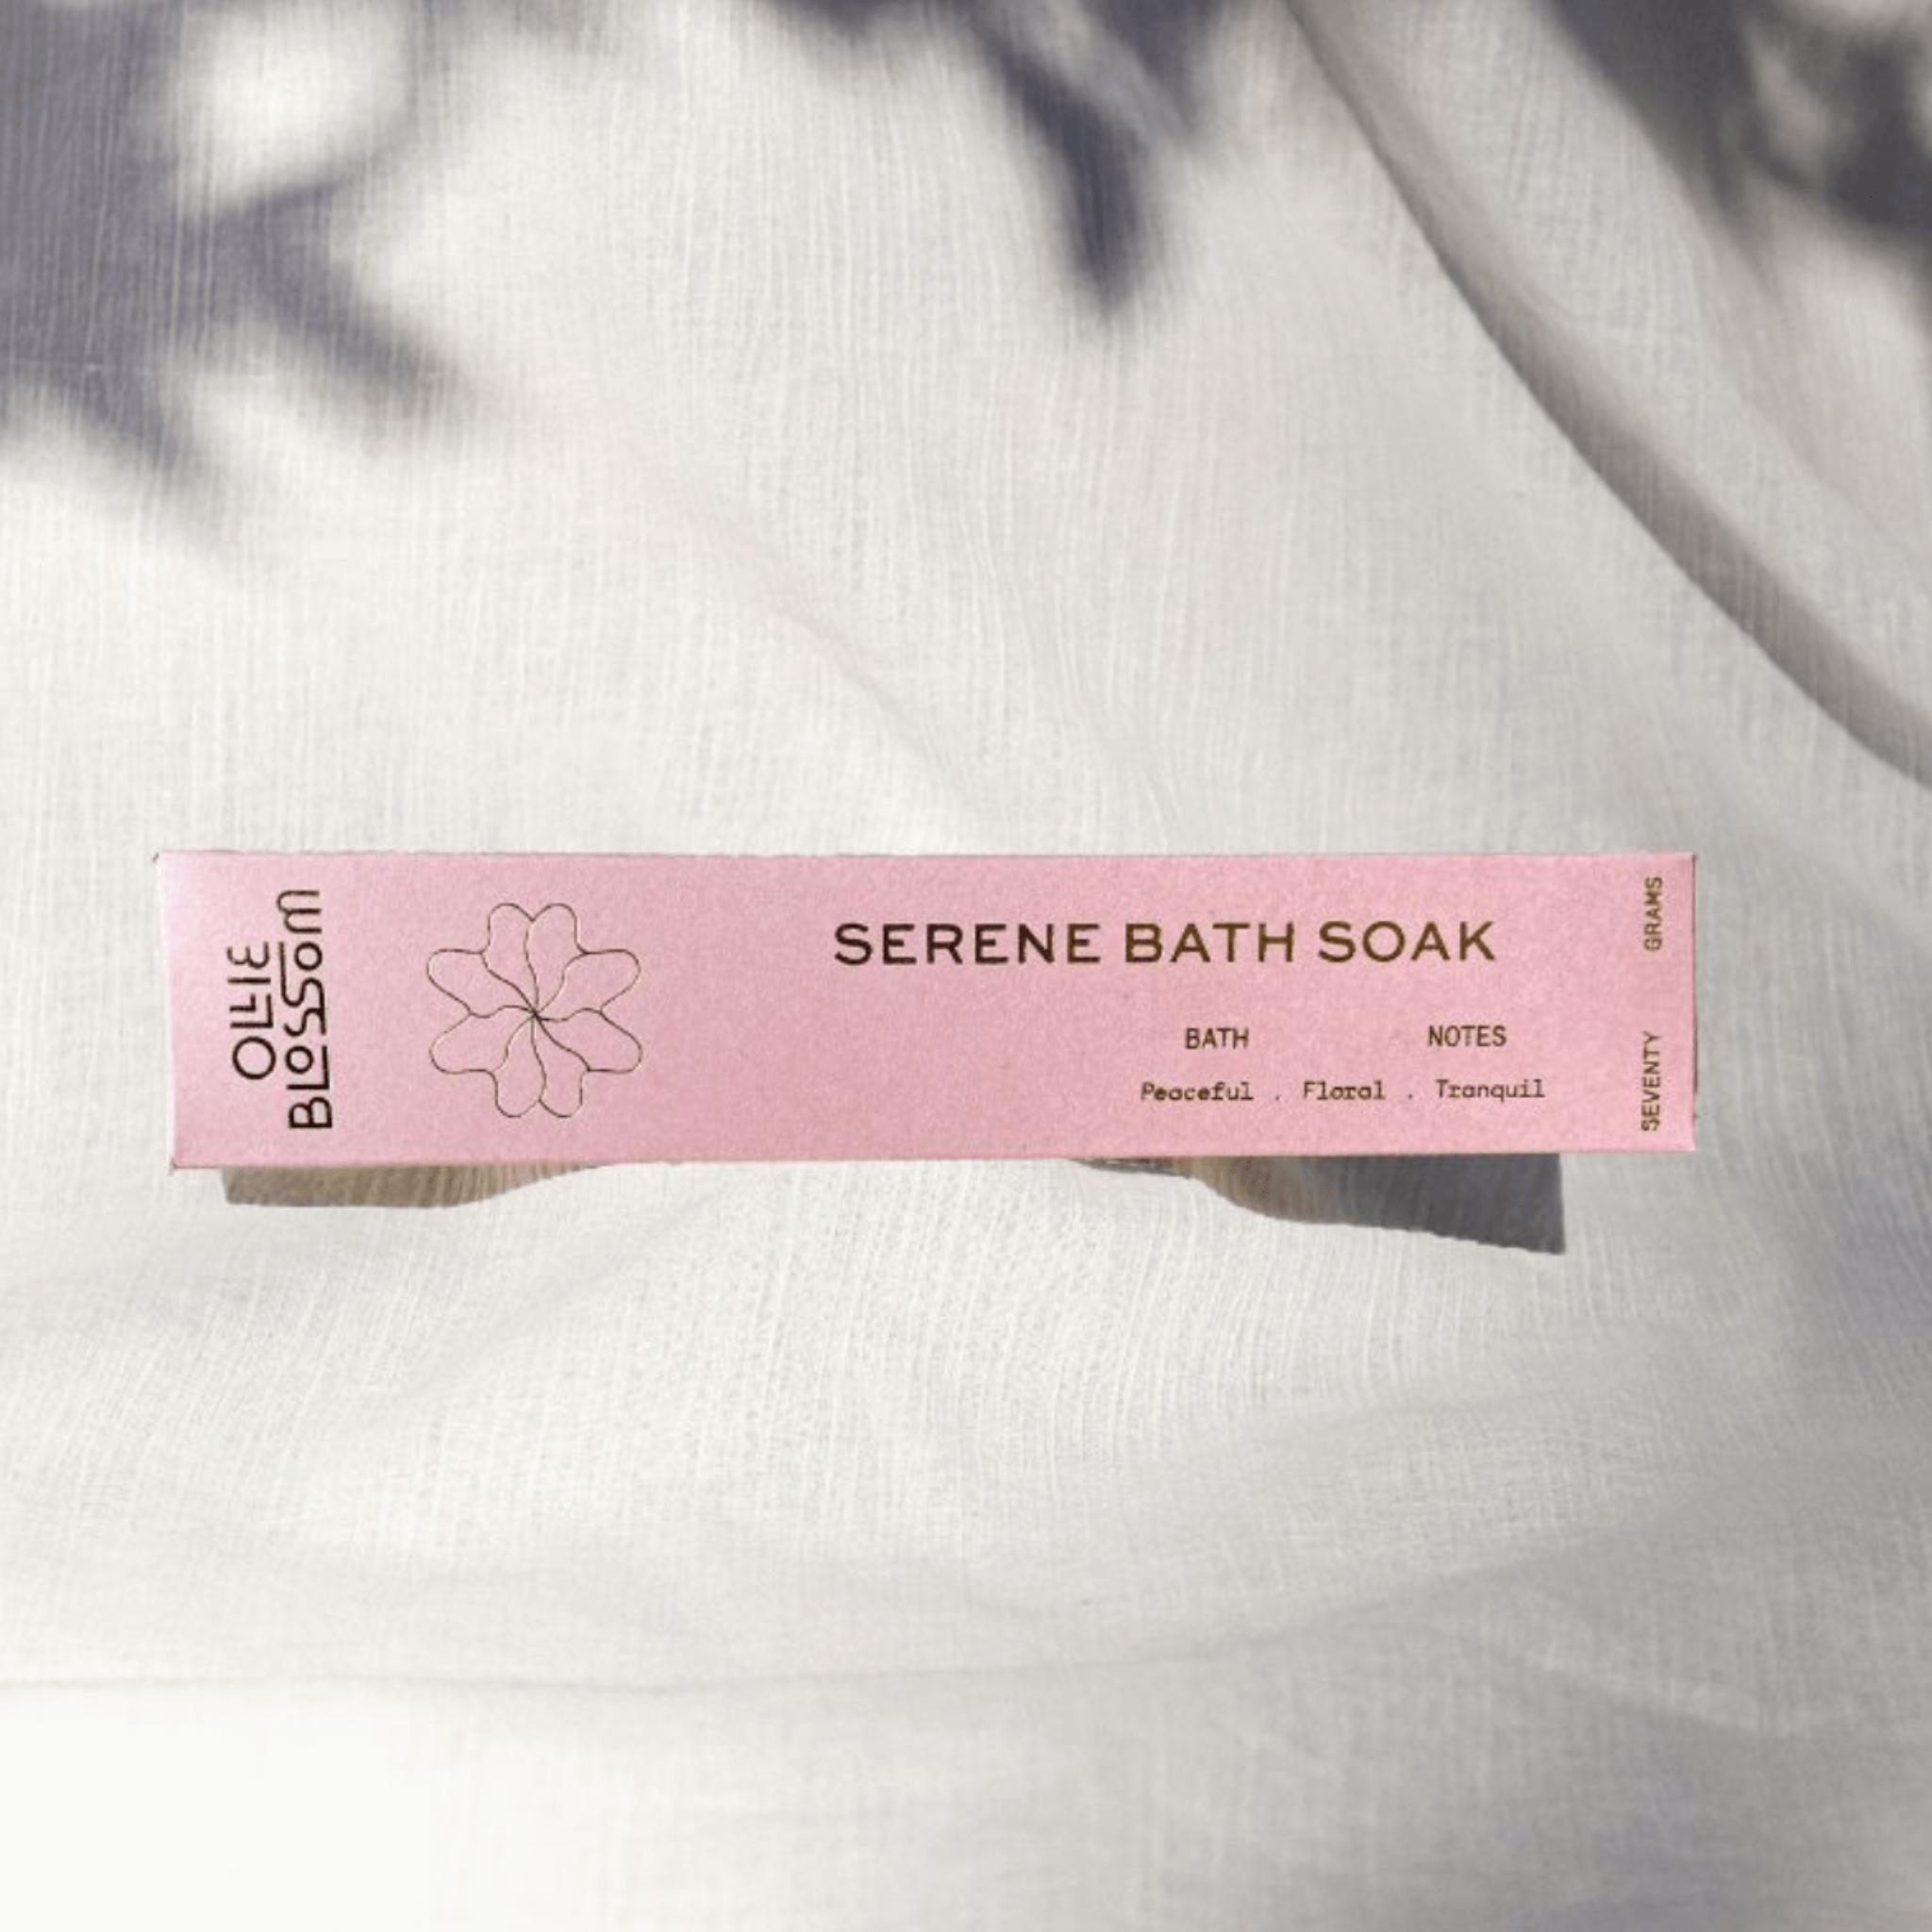 OLLIE
BLOSSOM
SERENE BATH SOAK
BATH NOTES
Peaceful . Floral . Tranquil
SEVENTY GRAMS